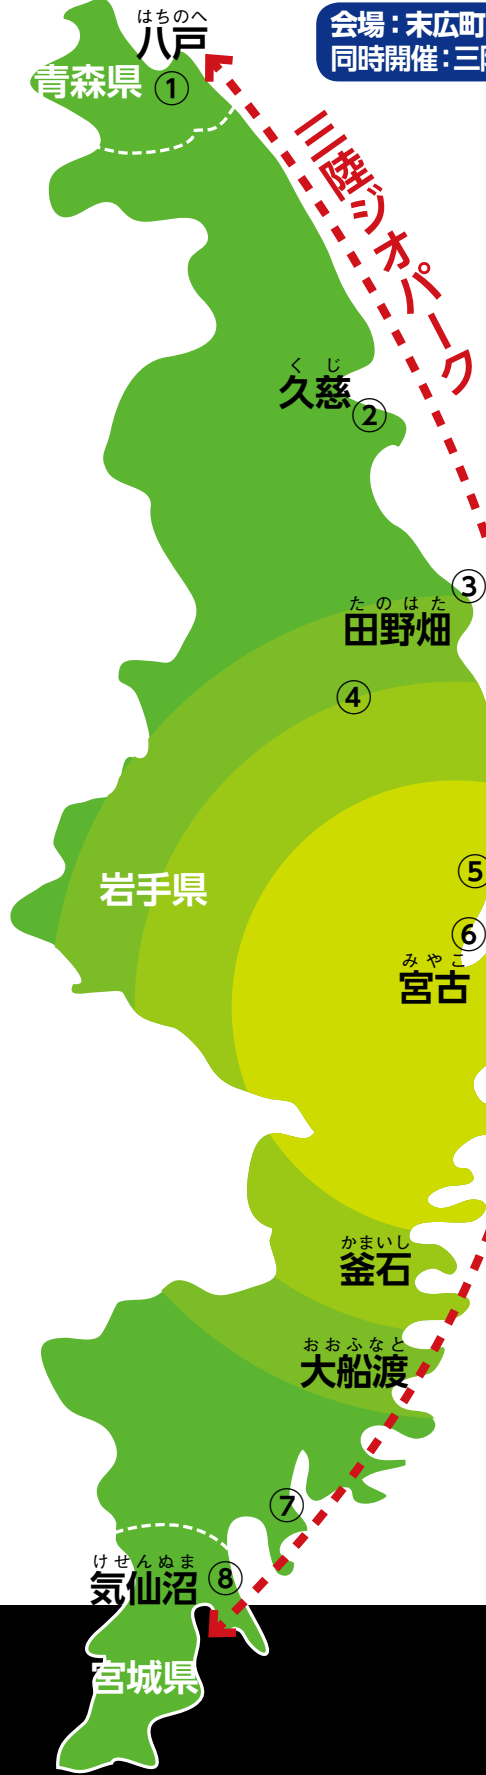 会場：末広町
同時開催：三陸
はちのへ
八戸
青森県
①
三陸ジオパーク
くじ
久慈
②
③
たのはた
田野畑
④
岩手県
⑤
⑥
みやこ
宮古
かまいし
釜石
おおふなと
大船渡
⑦
けせんぬま
気仙沼
⑧
宮城県